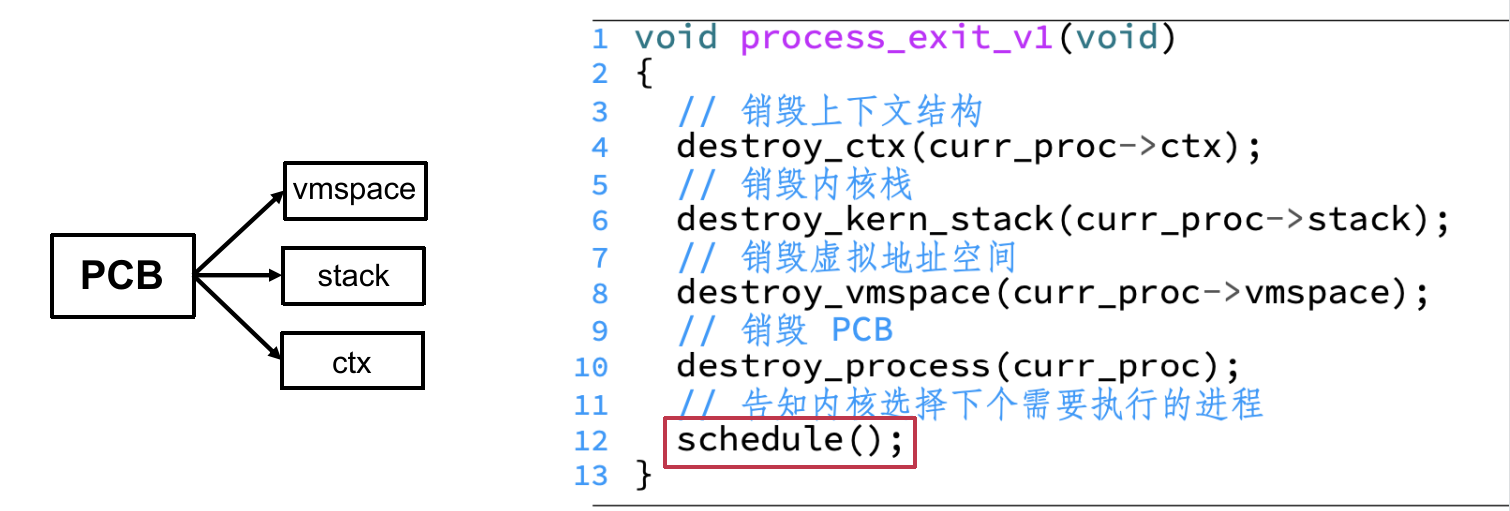 PCB
vmspace
stack
ctx
1 void process_exit_v1(void)
2 {
3 // 销毁上下文结构
4 destroy_ctx(curr_proc->ctx);
5 // 销毁内核栈
6 destroy_kern_stack(curr_proc->stack);
7 // 销毁虚拟地址空间
8 destroy_vmspace(curr_proc->vmspace);
9 // 销毁 PCB
10 destroy_process(curr_proc);
11 // 告知内核选择下个需要执行的进程
12 schedule();
13 }